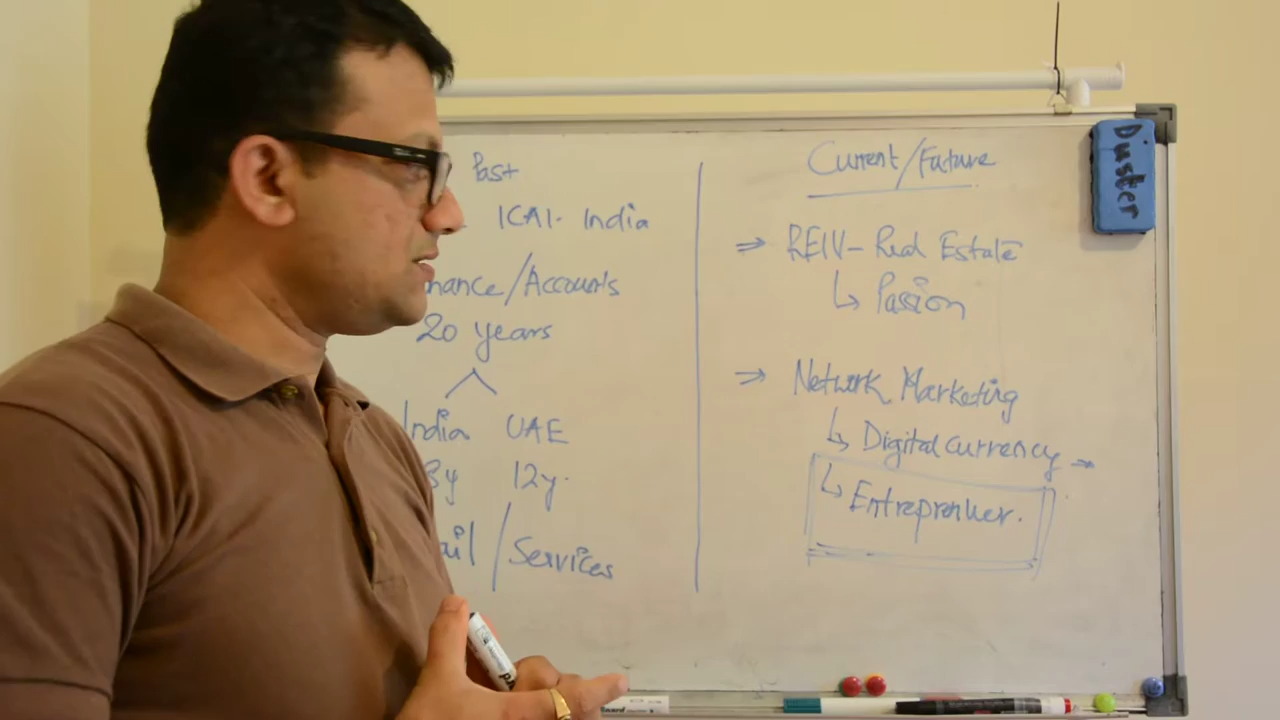 Past
ICAI- India
nance/Accounts
20 years
India UAE
8y 12y.
ail / Services
Current/Future
⇒ REIV-Real Estate
↳ Passion
⇒ Network Marketing
↳ Digital currency →
↳ Entreprenuer.
Duster